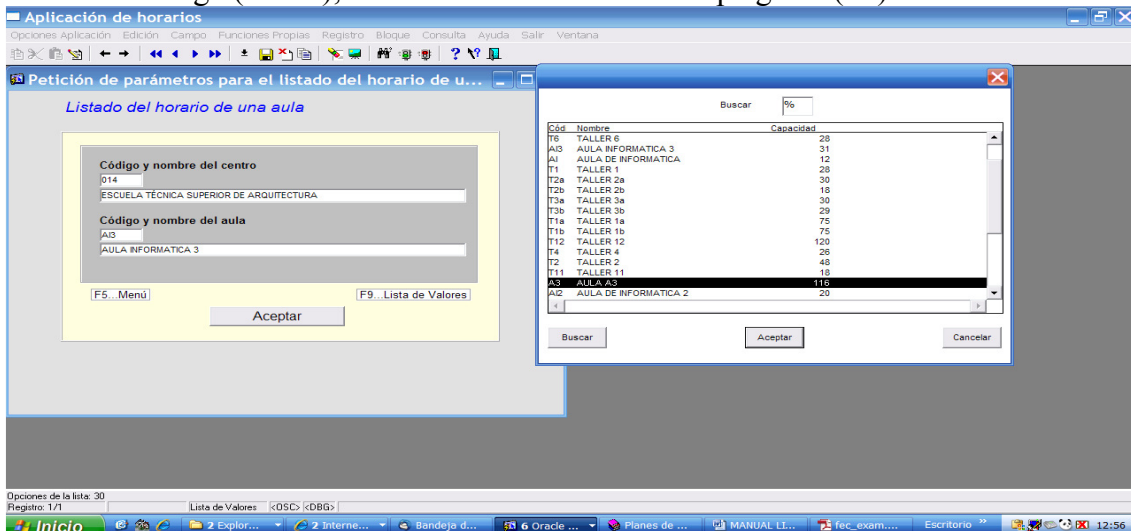 Aplicación de horarios
Opciones Aplicación Edición Campo Funciones Propias Registro Bloque Consulta Ayuda Salir Ventana
Petición de parámetros para el listado del horario de u...
Listado del horario de una aula
Código y nombre del centro
014
ESCUELA TÉCNICA SUPERIOR DE ARQUITECTURA
Código y nombre del aula
AI3
AULA INFORMATICA 3
F5...Menú F9...Lista de Valores
Aceptar
Buscar %
Cód Nombre Capacidad
T6 TALLER 6 28
AI3 AULA INFORMATICA 3 31
AI AULA DE INFORMATICA 12
T1 TALLER 1 28
T2a TALLER 2a 30
T2b TALLER 2b 18
T3a TALLER 3a 30
T3b TALLER 3b 29
T1a TALLER 1a 75
T1b TALLER 1b 75
T12 TALLER 12 120
T4 TALLER 4 26
T2 TALLER 2 48
T11 TALLER 11 18
A3 AULA A3 116
AI2 AULA DE INFORMATICA 2 20
Buscar Aceptar Cancelar
Opciones de la lista: 30
Registro: 1/1 Lista de Valores <OSC> <DBG>
Inicio 2 Explor... 2 Interne... Bandeja d... 6 Oracle ... Planes de ... MANUAL LI... fec_exam.... Escritorio » 12:56